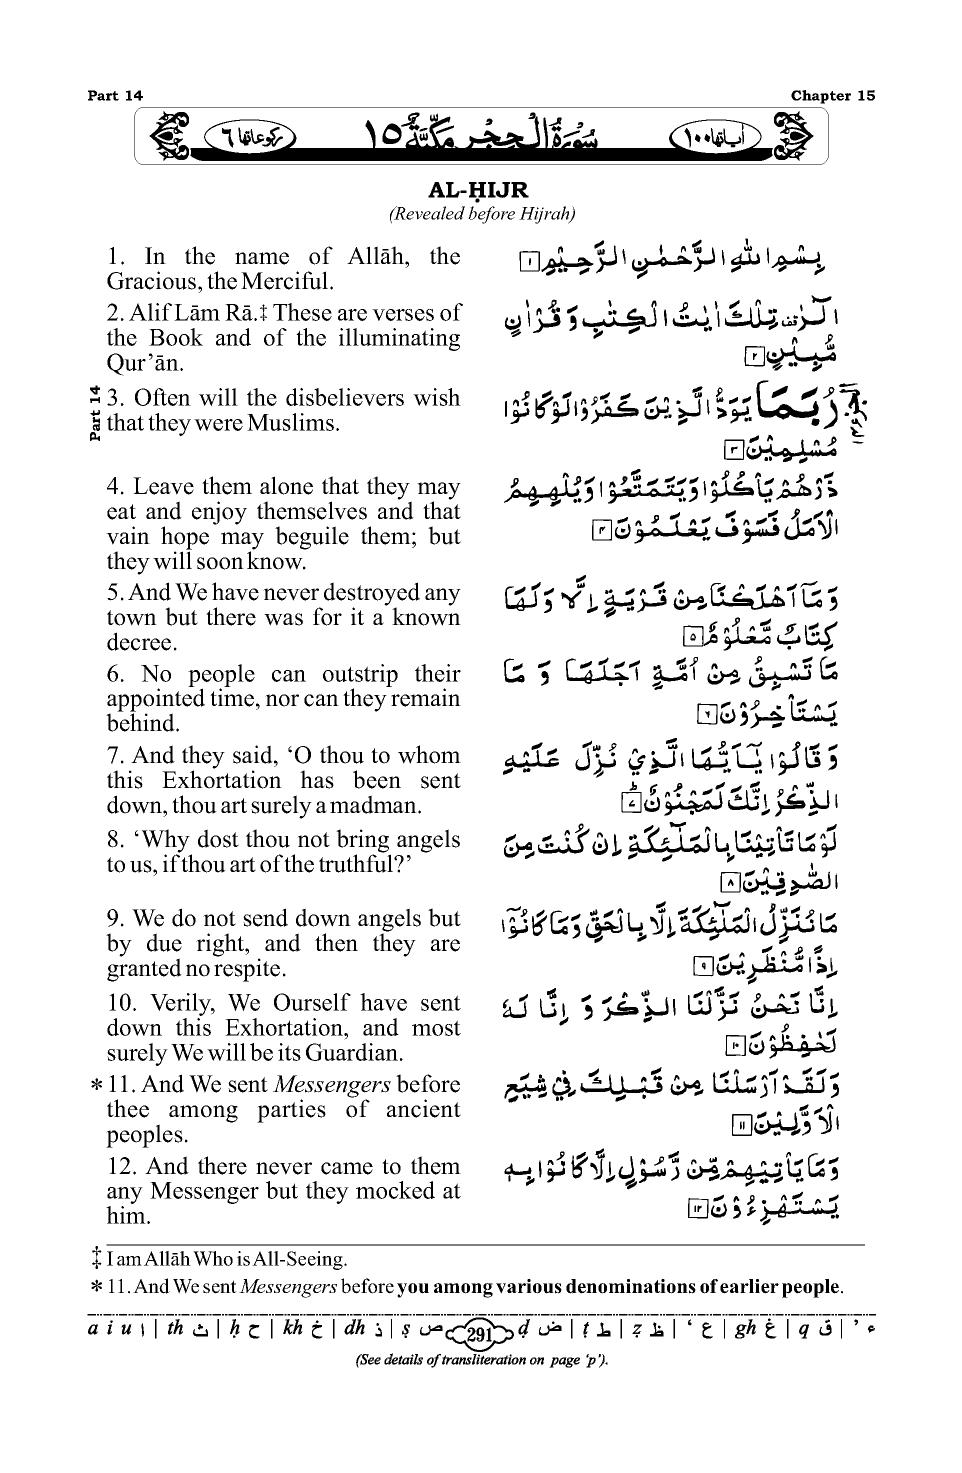 Part 14
Chapter 15
رکوعاتها ٦
سُوْرَةُ الْحِجْرِ مَكِّيَّةٌ ١٥
اٰیاتها ١٠٠
AL-ḤIJR
(Revealed before Hijrah)
1. In the name of Allāh, the
Gracious, the Merciful.
2. Alif Lām Rā.‡ These are verses of
the Book and of the illuminating
Qur’ān.
Part 14
3. Often will the disbelievers wish
that they were Muslims.
4. Leave them alone that they may
eat and enjoy themselves and that
vain hope may beguile them; but
they will soon know.
5. And We have never destroyed any
town but there was for it a known
decree.
6. No people can outstrip their
appointed time, nor can they remain
behind.
7. And they said, ‘O thou to whom
this Exhortation has been sent
down, thou art surely a madman.
8. ‘Why dost thou not bring angels
to us, if thou art of the truthful?’
9. We do not send down angels but
by due right, and then they are
granted no respite.
10. Verily, We Ourself have sent
down this Exhortation, and most
surely We will be its Guardian.
* 11. And We sent Messengers before
thee among parties of ancient
peoples.
12. And there never came to them
any Messenger but they mocked at
him.
بِسْمِ اللّٰهِ الرَّحْمٰنِ الرَّحِيْمِ ١
الٓرٰ تِلْكَ اٰيٰتُ الْكِتٰبِ وَ قُرْاٰنٍ
مُّبِيْنٍ ٢
رُبَمَا يَوَدُّ الَّذِيْنَ كَفَرُوْا لَوْ كَانُوْا
مُسْلِمِيْنَ ٣
ذَرْهُمْ يَاْكُلُوْا وَيَتَمَتَّعُوْا وَيُلْهِهِمُ
الْاَمَلُ فَسَوْفَ يَعْلَمُوْنَ ٤
وَمَآ اَهْلَكْنَا مِنْ قَرْيَةٍ اِلَّا وَلَهَا
كِتَابٌ مَّعْلُوْمٌ ٥
مَا تَسْبِقُ مِنْ اُمَّةٍ اَجَلَهَا وَ مَا
يَسْتَاْخِرُوْنَ ٦
وَ قَالُوْا يٰٓاَيُّهَا الَّذِيْ نُزِّلَ عَلَيْهِ
الذِّكْرُ اِنَّكَ لَمَجْنُوْنٌ ٧
لَوْ مَا تَاْتِيْنَا بِالْمَلٰٓئِكَةِ اِنْ كُنْتَ مِنَ
الصّٰدِقِيْنَ ٨
مَا نُنَزِّلُ الْمَلٰٓئِكَةَ اِلَّا بِالْحَقِّ وَمَا كَانُوْٓا
اِذًا مُّنْظَرِيْنَ ٩
اِنَّا نَحْنُ نَزَّلْنَا الذِّكْرَ وَ اِنَّا لَهٗ
لَحٰفِظُوْنَ ١٠
وَلَقَدْ اَرْسَلْنَا مِنْ قَبْلِكَ فِيْ شِيَعِ
الْاَوَّلِيْنَ ١١
وَمَا يَاْتِيْهِمْ مِّنْ رَّسُوْلٍ اِلَّا كَانُوْا بِهٖ
يَسْتَهْزِءُوْنَ ١٢
‡ I am Allāh Who is All-Seeing.
* 11. And We sent Messengers before you among various denominations of earlier people.
a i u ا | th ث | ḥ ح | kh خ | dh ذ | ṣ ص 291 ḍ ض | ṭ ط | ẓ ظ | ‘ ع | gh غ | q ق | ’ ء
(See details of transliteration on page ‘p’).